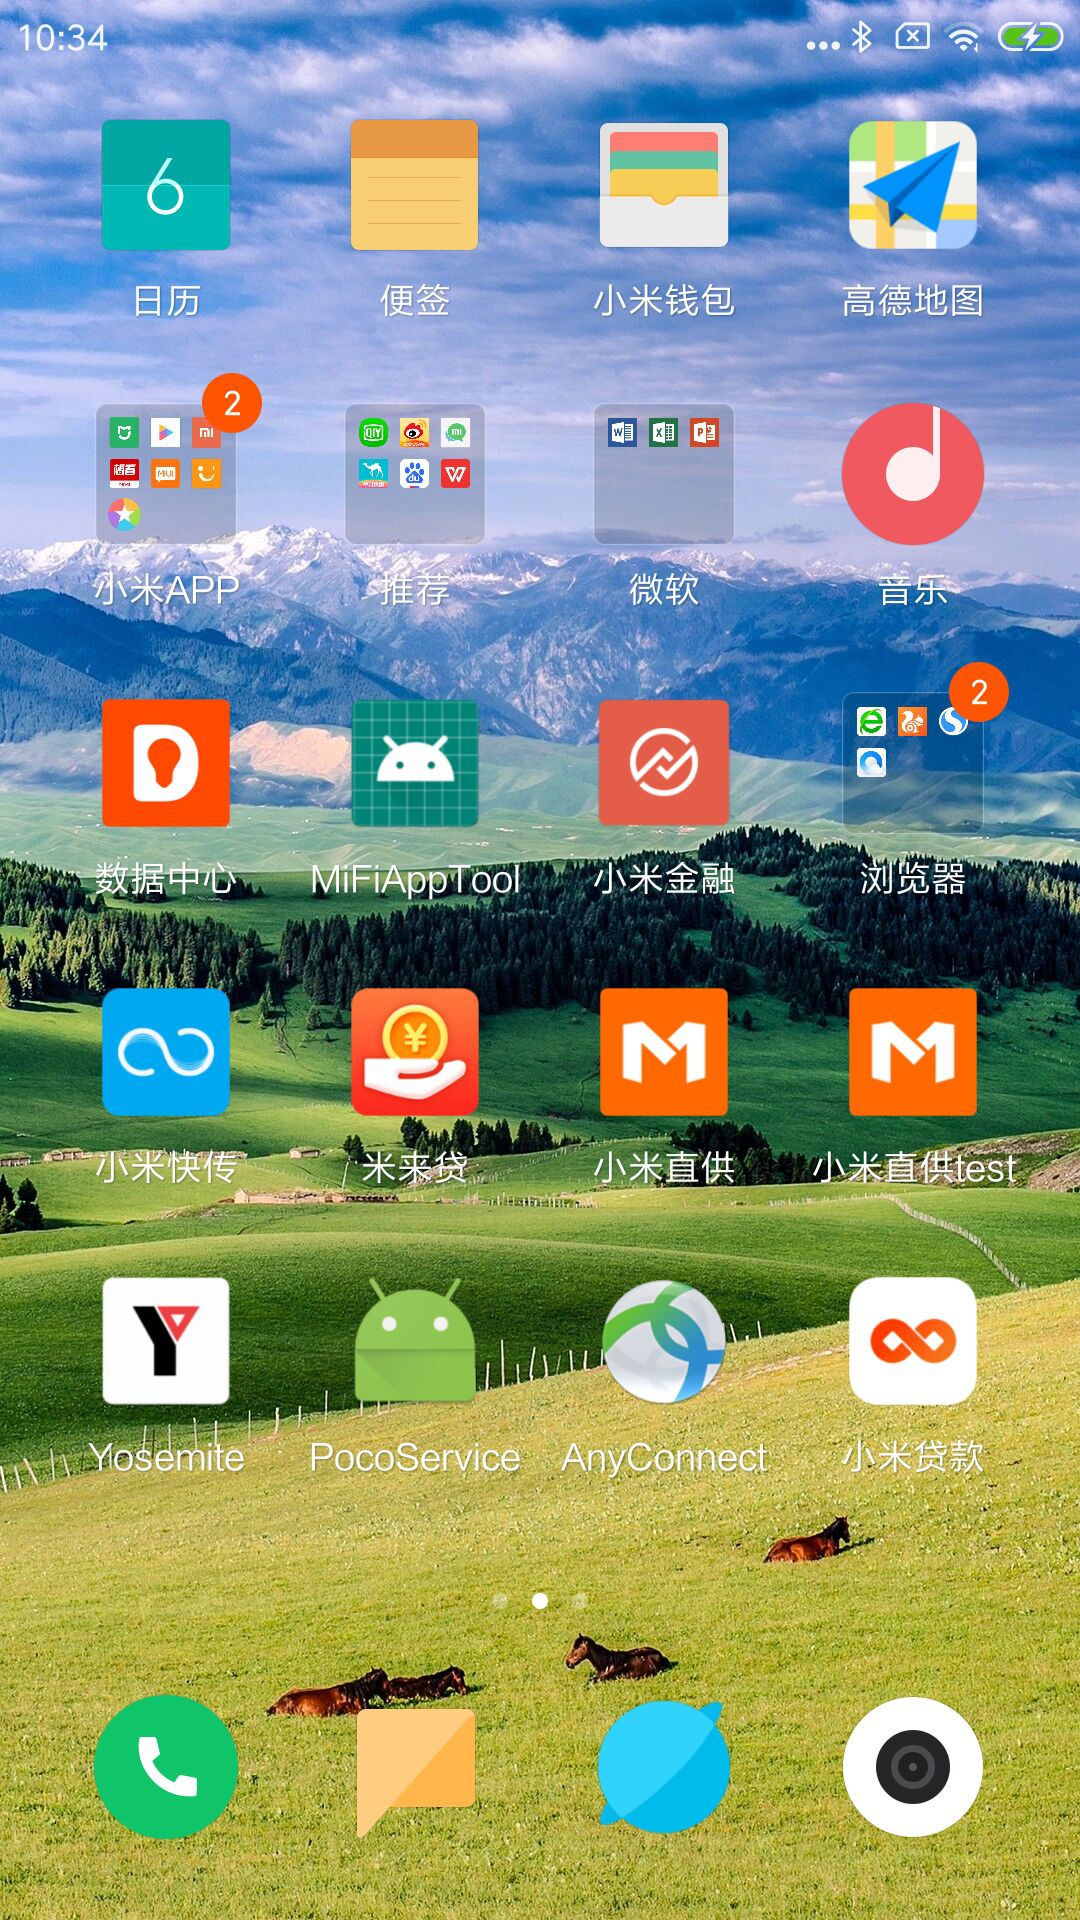 10:34
6
日历
便签
小米钱包
高德地图
2
小米APP
推荐
微软
音乐
2
数据中心
MiFiAppTool
小米金融
浏览器
小米快传
米来贷
小米直供
小米直供test
Yosemite
PocoService
AnyConnect
小米贷款